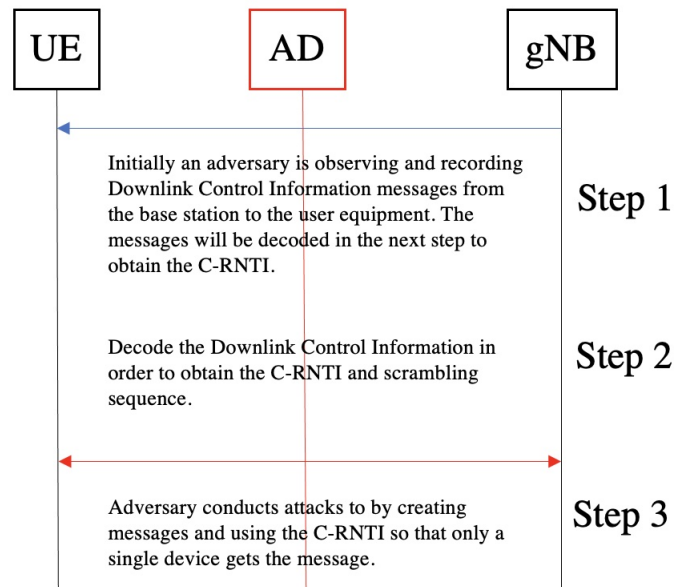 UE
AD
gNB
Initially an adversary is observing and recording
Downlink Control Information messages from
the base station to the user equipment. The
messages will be decoded in the next step to
obtain the C-RNTI.
Step 1
Decode the Downlink Control Information in
order to obtain the C-RNTI and scrambling
sequence.
Step 2
Adversary conducts attacks to by creating
messages and using the C-RNTI so that only a
single device gets the message.
Step 3